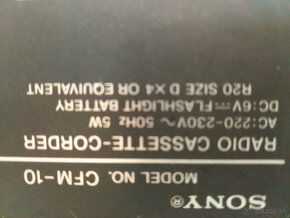 SONY®
MODEL NO. CFM-10
RADIO CASSETTE-CORDER
AC:220-230V∼50Hz 5W
DC:6V⎓FLASHLIGHT BATTERY
R20 SIZE D X4 OR EQUIVALENT